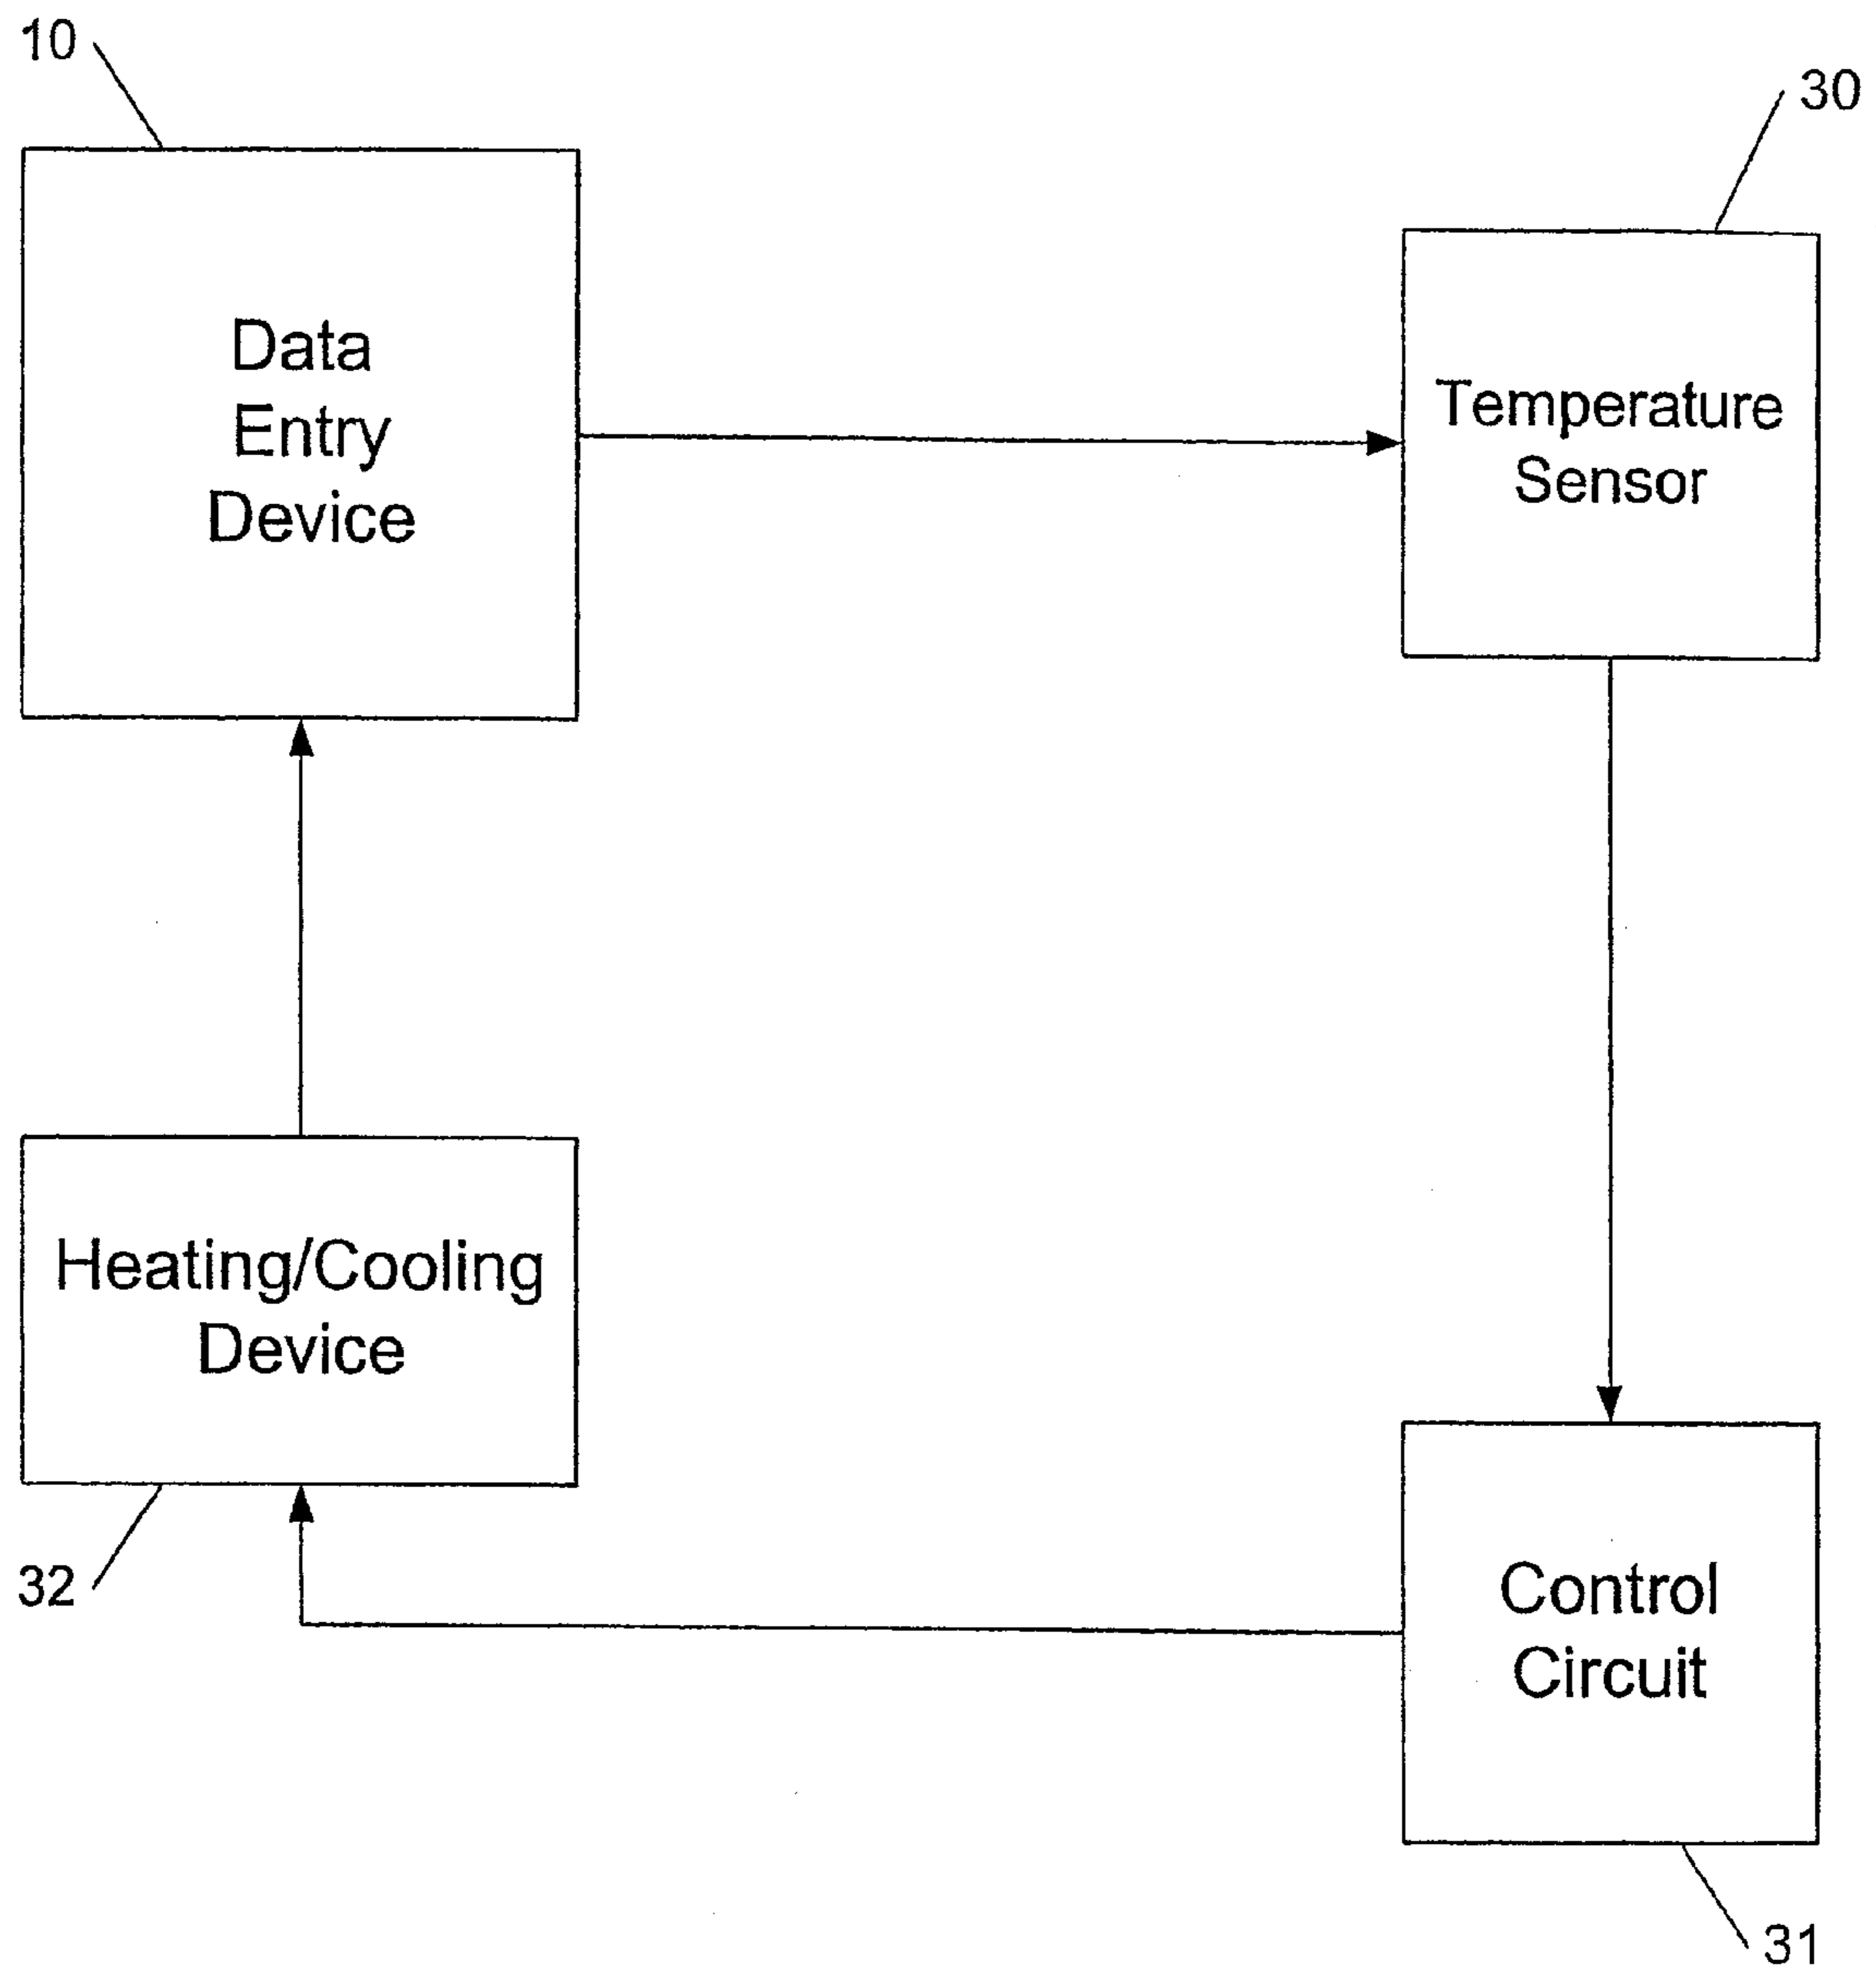 10
30
Data
Entry
Device
Temperature
Sensor
Heating/Cooling
Device
32
Control
Circuit
31